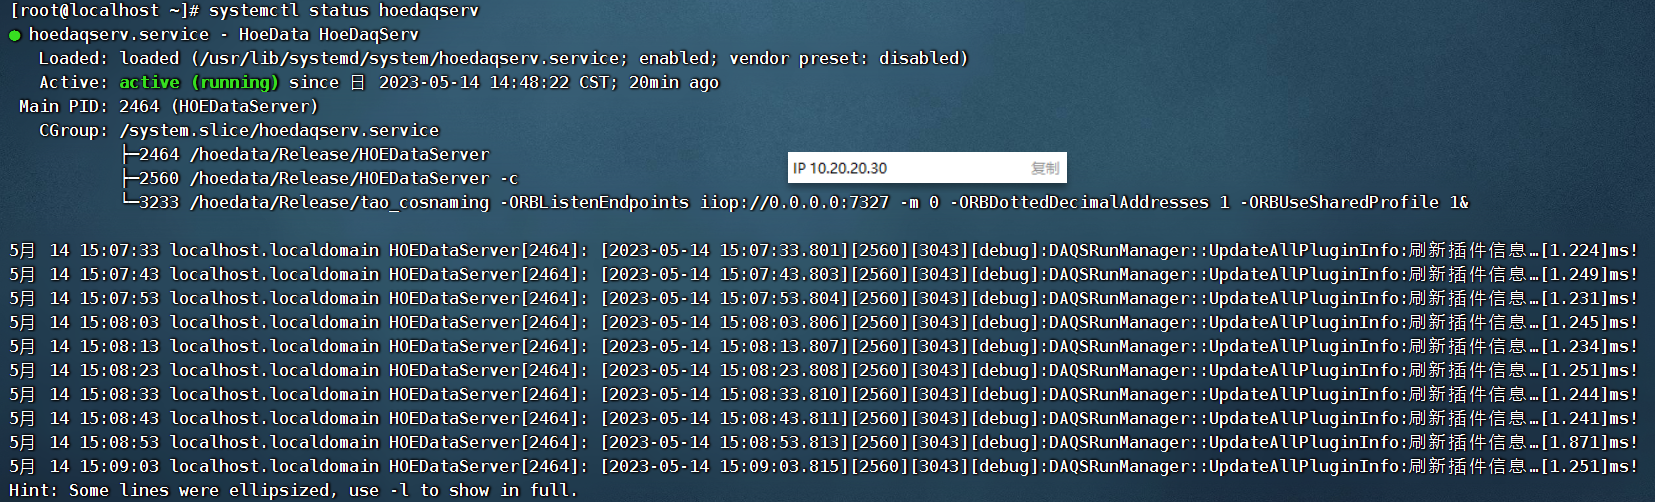 [root@localhost ~]# systemctl status hoedaqserv
● hoedaqserv.service - HoeData HoeDaqServ
Loaded: loaded (/usr/lib/systemd/system/hoedaqserv.service; enabled; vendor preset: disabled)
Active: active (running) since 日 2023-05-14 14:48:22 CST; 20min ago
Main PID: 2464 (HOEDataServer)
CGroup: /system.slice/hoedaqserv.service
├─2464 /hoedata/Release/HOEDataServer
IP 10.20.20.30 复制
├─2560 /hoedata/Release/HOEDataServer -c
└─3233 /hoedata/Release/tao_cosnaming -ORBListenEndpoints iiop://0.0.0.0:7327 -m 0 -ORBDottedDecimalAddresses 1 -ORBUseSharedProfile 1&
5月 14 15:07:33 localhost.localdomain HOEDataServer[2464]: [2023-05-14 15:07:33.801][2560][3043][debug]:DAQSRunManager::UpdateAllPluginInfo:刷新插件信息…[1.224]ms!
5月 14 15:07:43 localhost.localdomain HOEDataServer[2464]: [2023-05-14 15:07:43.803][2560][3043][debug]:DAQSRunManager::UpdateAllPluginInfo:刷新插件信息…[1.249]ms!
5月 14 15:07:53 localhost.localdomain HOEDataServer[2464]: [2023-05-14 15:07:53.804][2560][3043][debug]:DAQSRunManager::UpdateAllPluginInfo:刷新插件信息…[1.231]ms!
5月 14 15:08:03 localhost.localdomain HOEDataServer[2464]: [2023-05-14 15:08:03.806][2560][3043][debug]:DAQSRunManager::UpdateAllPluginInfo:刷新插件信息…[1.245]ms!
5月 14 15:08:13 localhost.localdomain HOEDataServer[2464]: [2023-05-14 15:08:13.807][2560][3043][debug]:DAQSRunManager::UpdateAllPluginInfo:刷新插件信息…[1.234]ms!
5月 14 15:08:23 localhost.localdomain HOEDataServer[2464]: [2023-05-14 15:08:23.808][2560][3043][debug]:DAQSRunManager::UpdateAllPluginInfo:刷新插件信息…[1.251]ms!
5月 14 15:08:33 localhost.localdomain HOEDataServer[2464]: [2023-05-14 15:08:33.810][2560][3043][debug]:DAQSRunManager::UpdateAllPluginInfo:刷新插件信息…[1.244]ms!
5月 14 15:08:43 localhost.localdomain HOEDataServer[2464]: [2023-05-14 15:08:43.811][2560][3043][debug]:DAQSRunManager::UpdateAllPluginInfo:刷新插件信息…[1.241]ms!
5月 14 15:08:53 localhost.localdomain HOEDataServer[2464]: [2023-05-14 15:08:53.813][2560][3043][debug]:DAQSRunManager::UpdateAllPluginInfo:刷新插件信息…[1.871]ms!
5月 14 15:09:03 localhost.localdomain HOEDataServer[2464]: [2023-05-14 15:09:03.815][2560][3043][debug]:DAQSRunManager::UpdateAllPluginInfo:刷新插件信息…[1.251]ms!
Hint: Some lines were ellipsized, use -l to show in full.